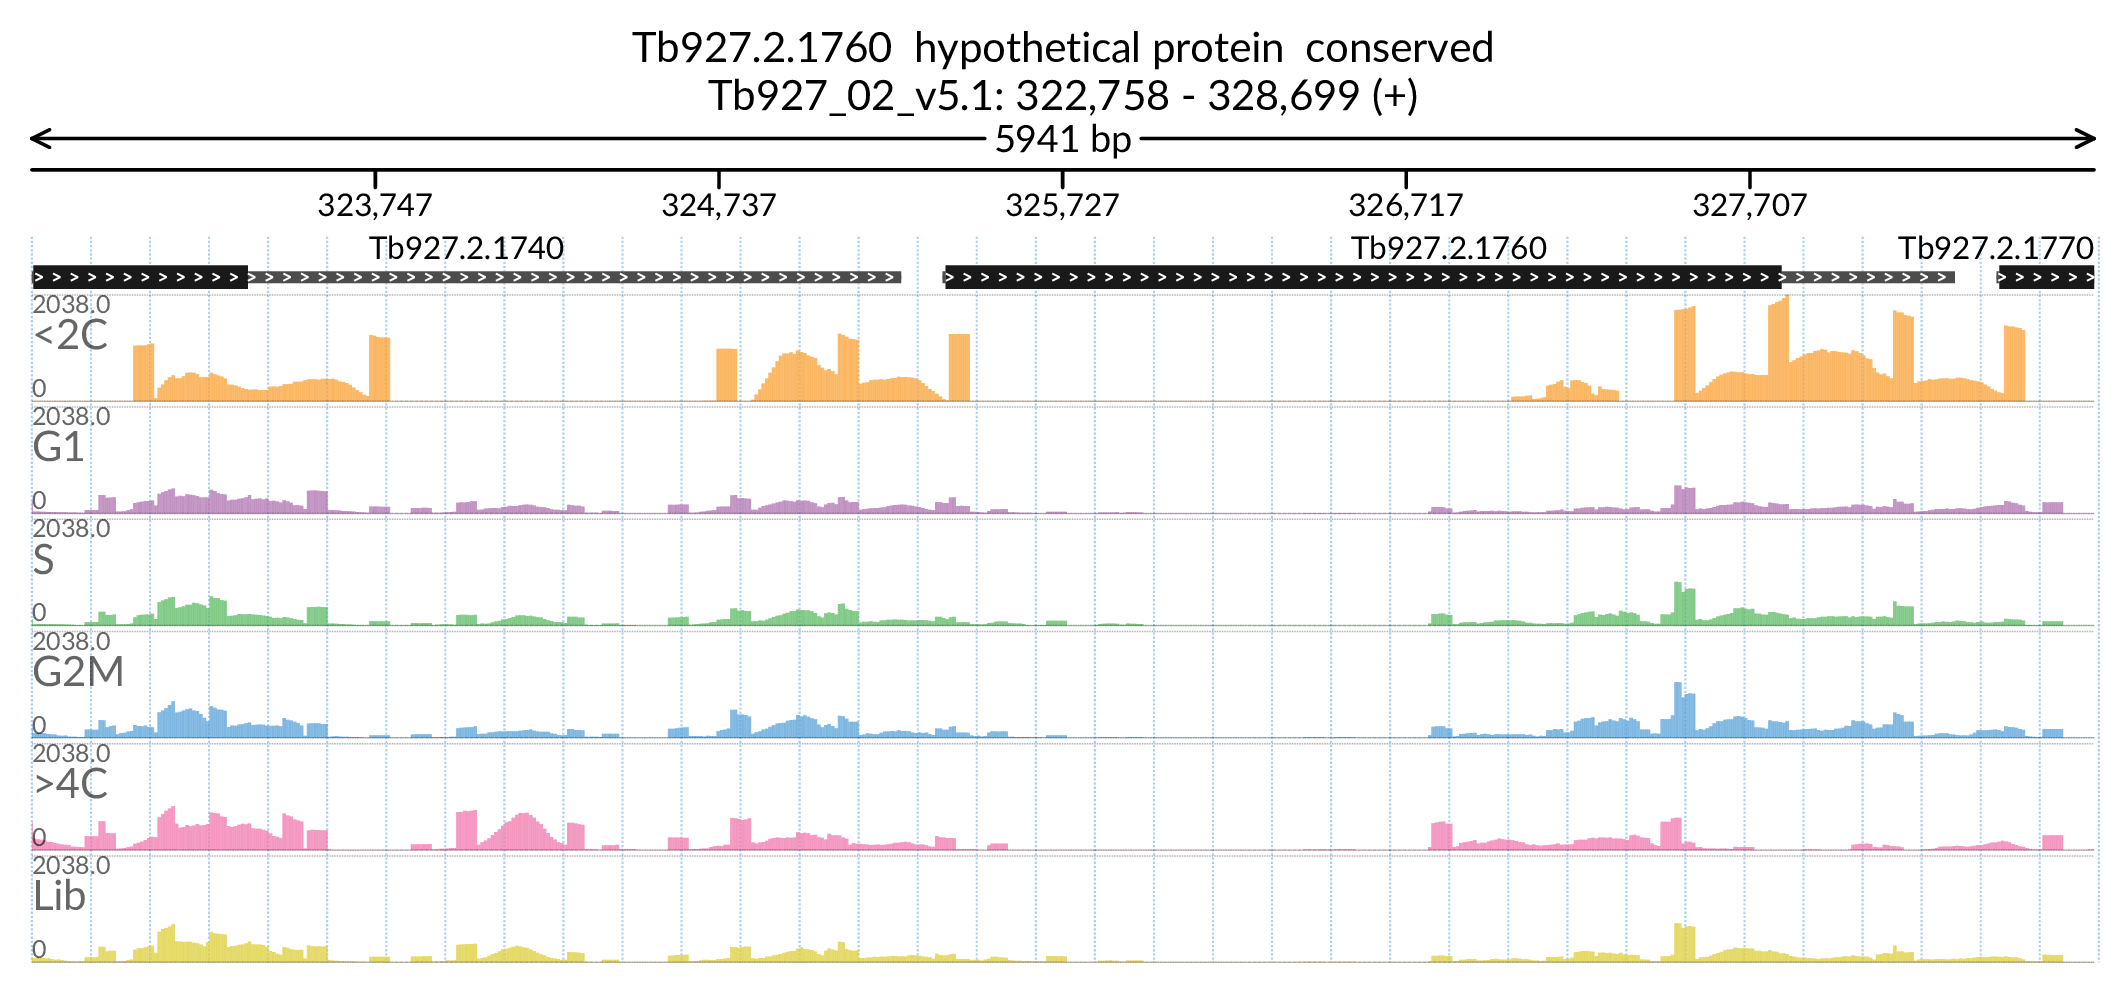 Tb927.2.1760  hypothetical protein  conserved
Tb927_02_v5.1: 322,758 - 328,699 (+)
5941 bp
323,747 324,737 325,727 326,717 327,707
Tb927.2.1740 Tb927.2.1760 Tb927.2.1770
2038.0
<2C
0
2038.0
G1
0
2038.0
S
0
2038.0
G2M
0
2038.0
>4C
0
2038.0
Lib
0